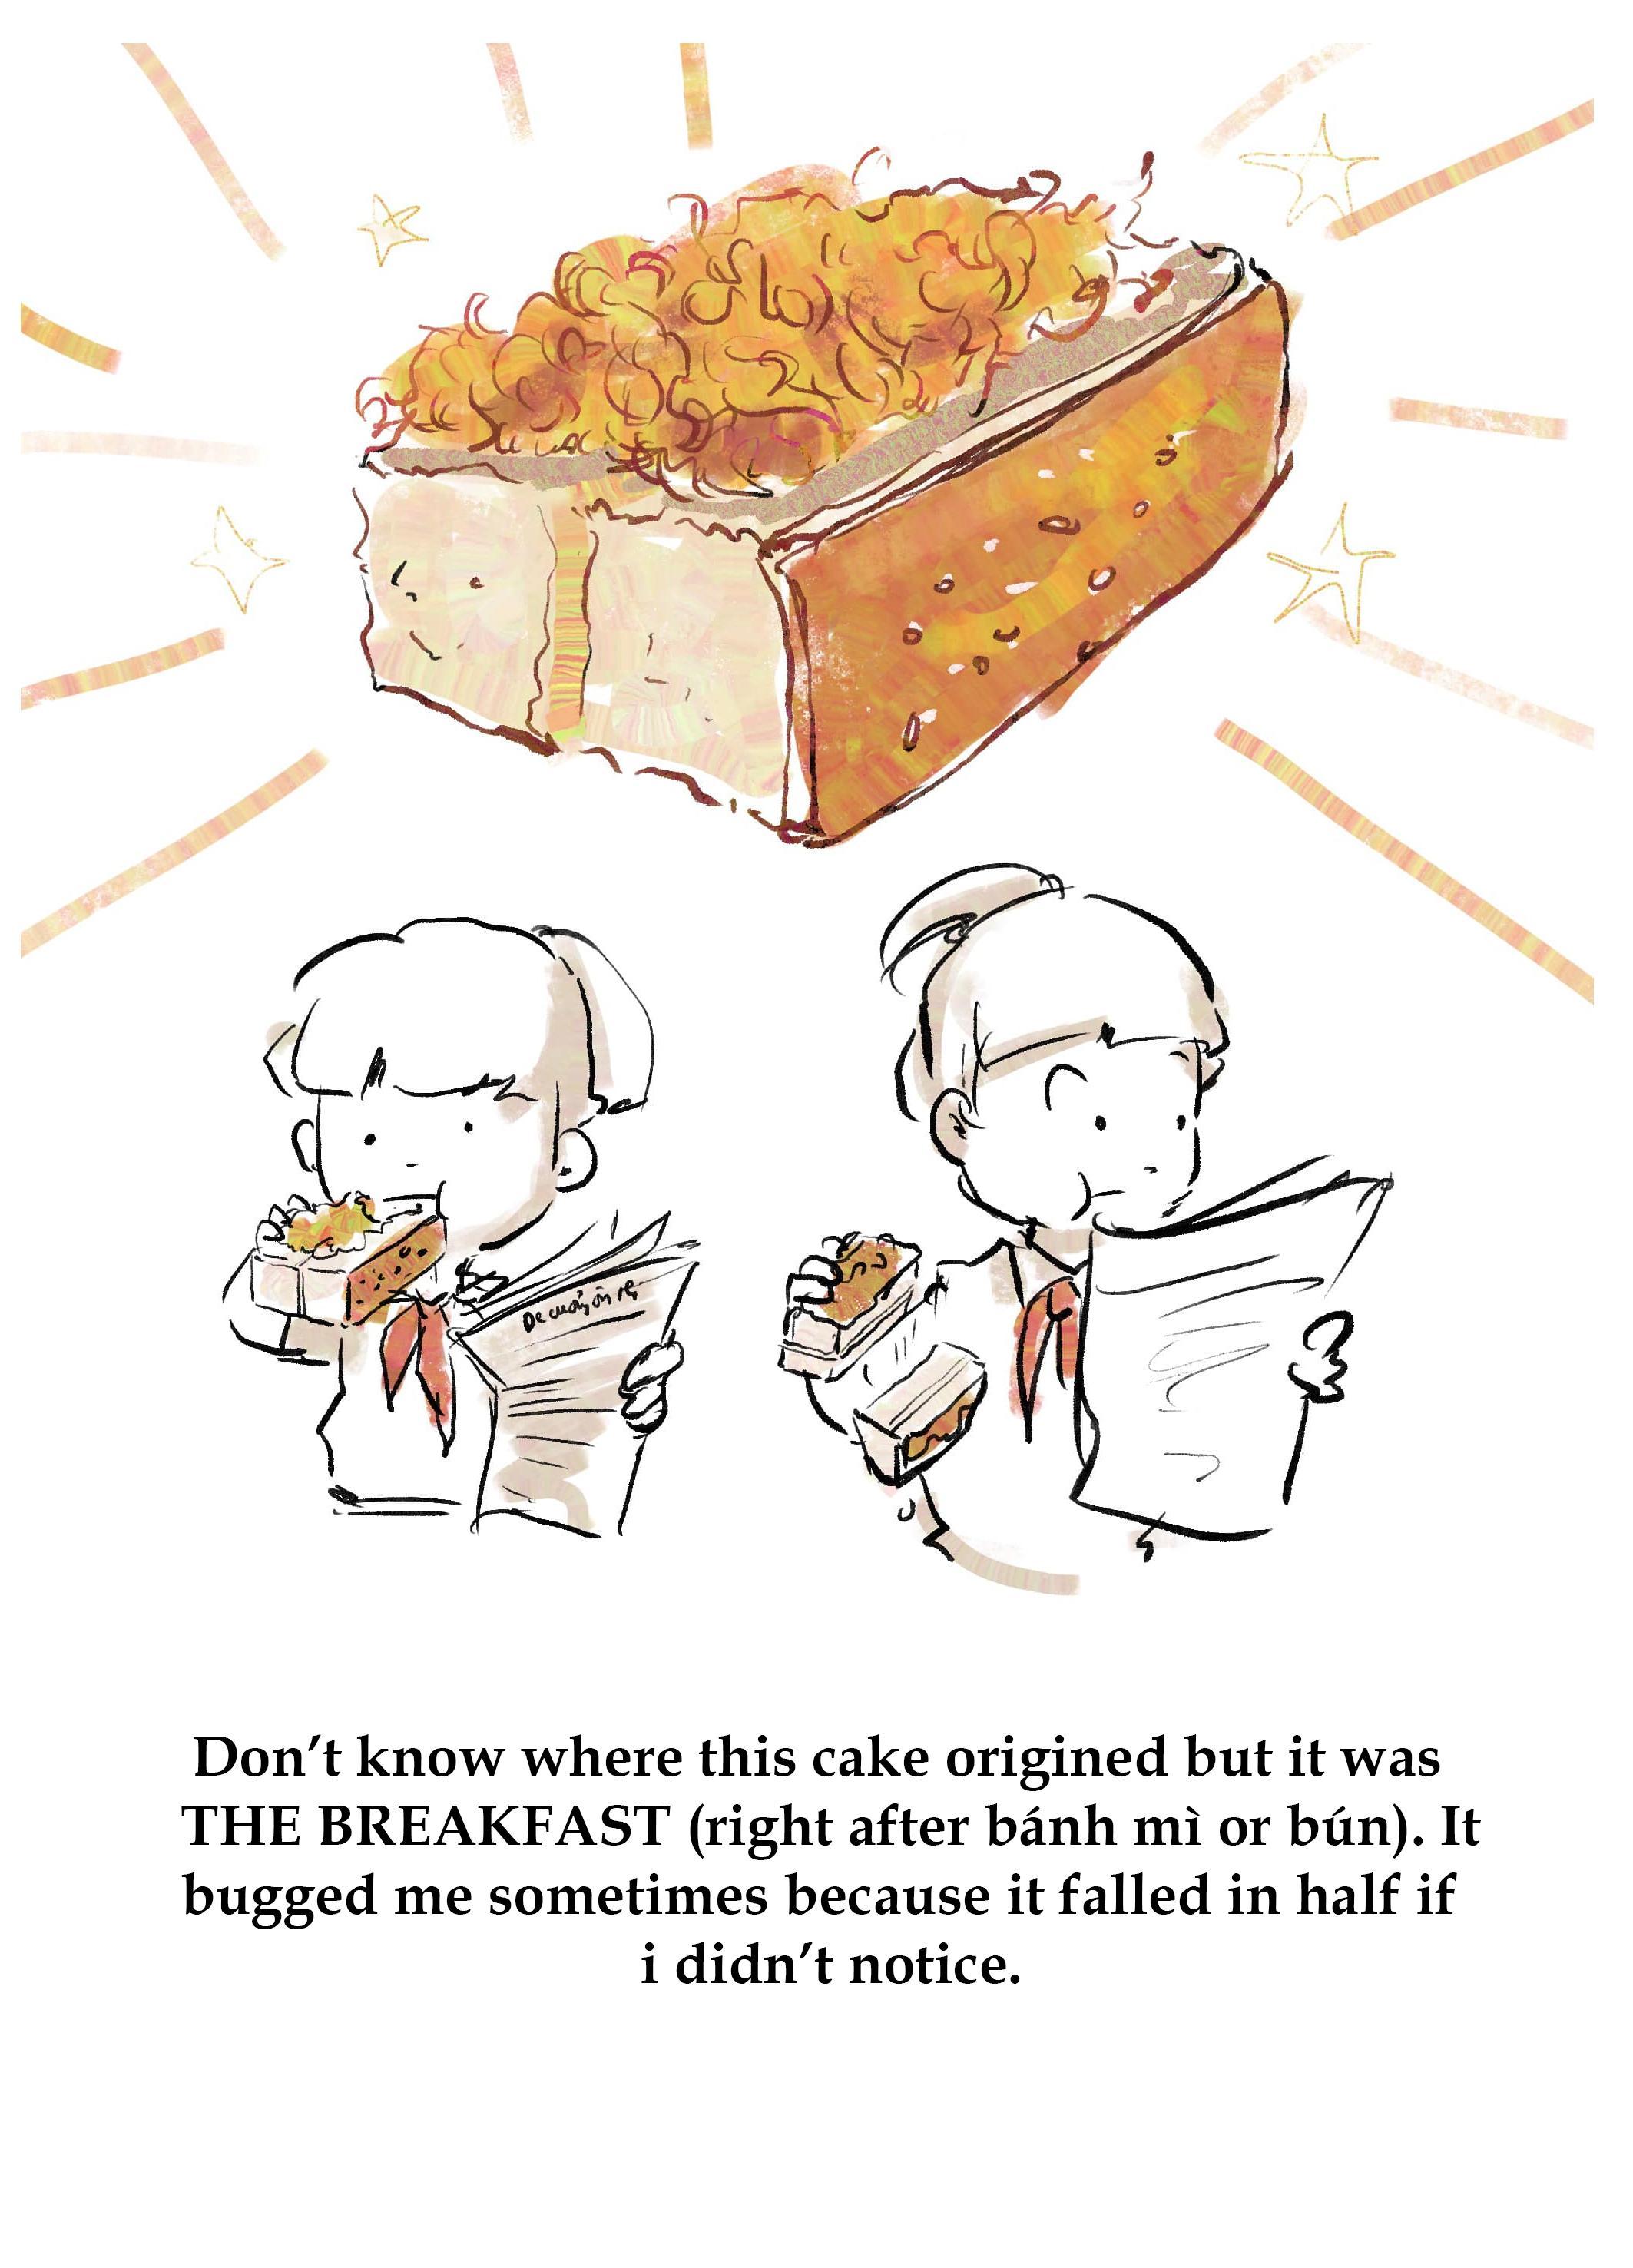 Don’t know where this cake origined but it was
THE BREAKFAST (right after bánh mì or bún). It
bugged me sometimes because it falled in half if
i didn’t notice.